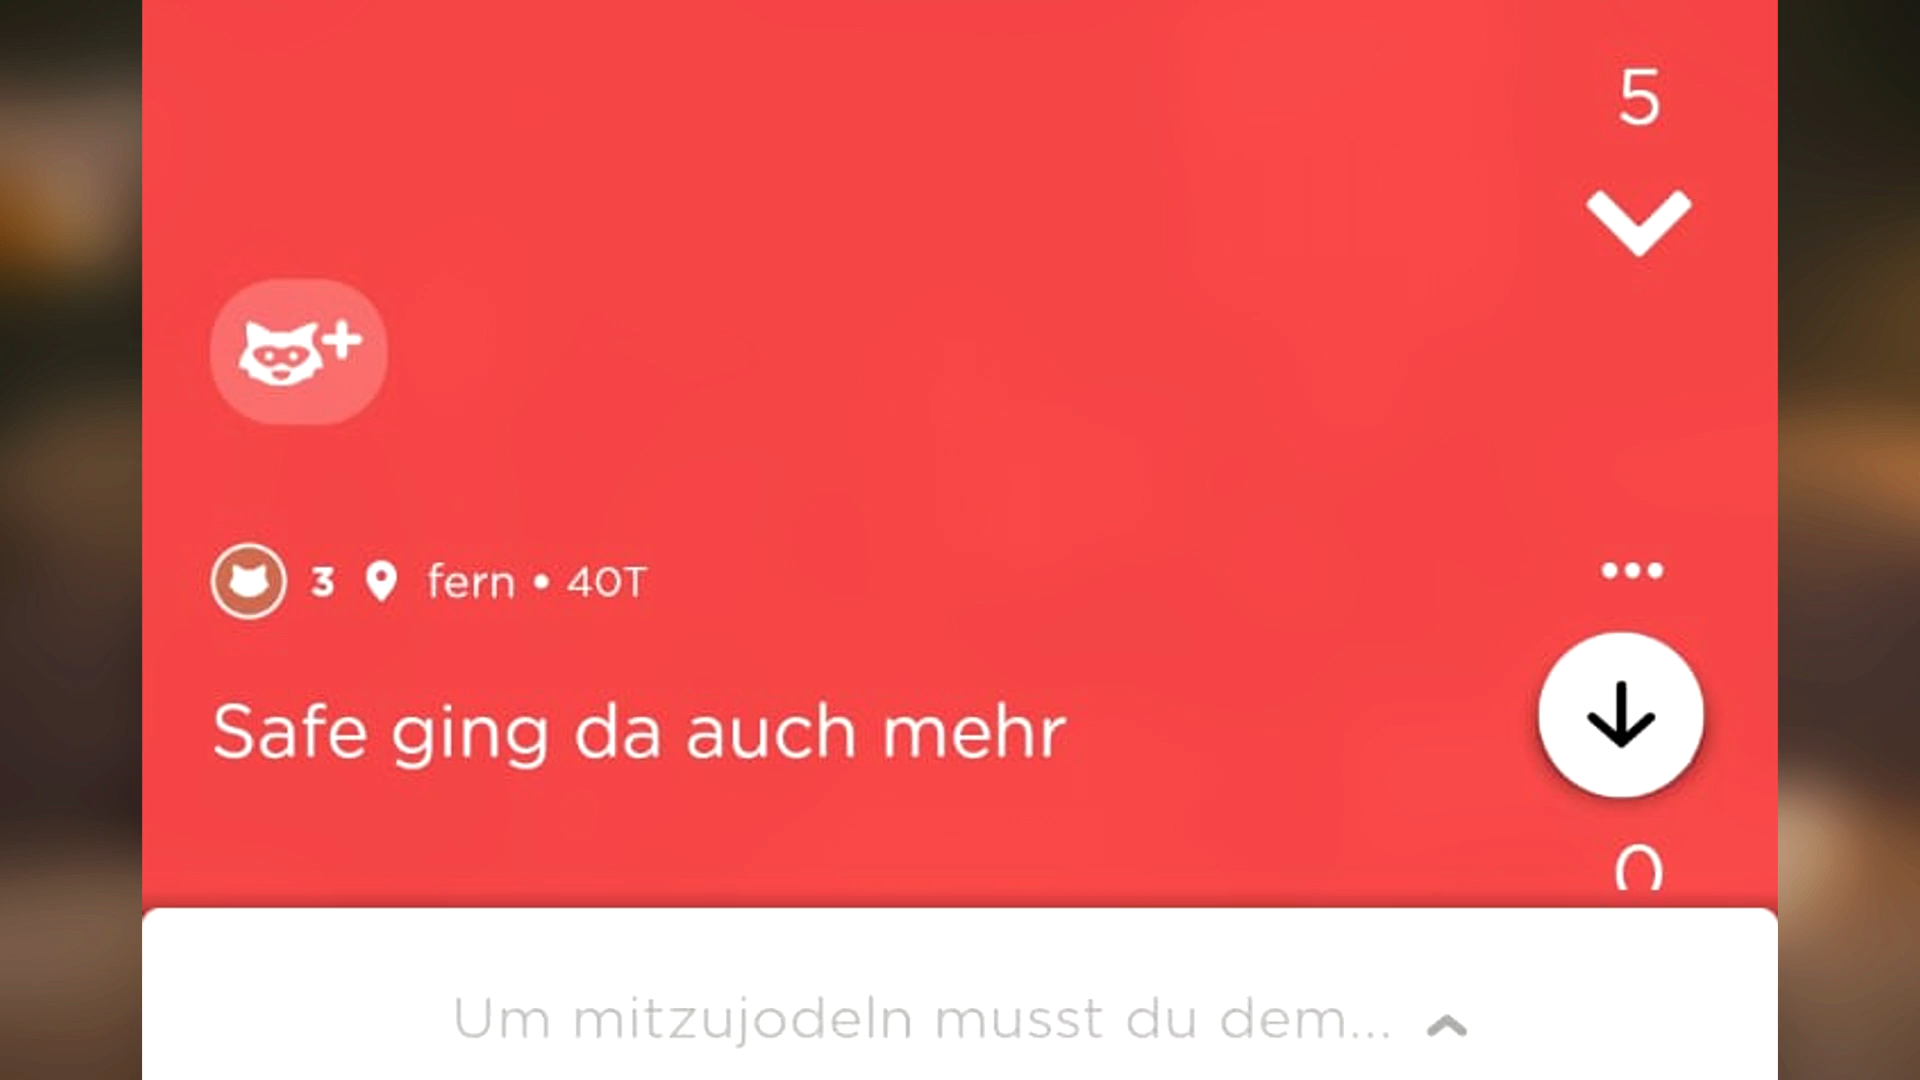 5
3 fern • 40T
Safe ging da auch mehr
0
Um mitzujodeln musst du dem...